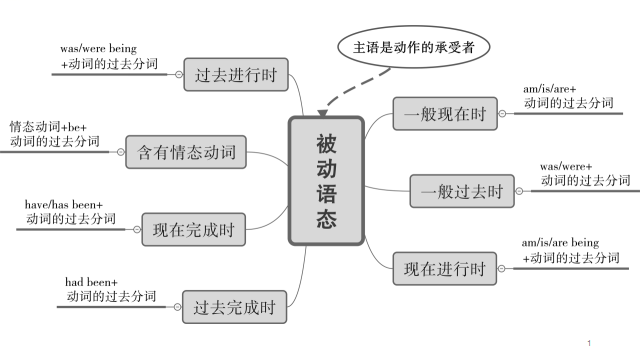 主语是动作的承受者
被动语态
was/were being
+动词的过去分词
过去进行时
情态动词+be+
动词的过去分词
含有情态动词
have/has been+
动词的过去分词
现在完成时
had been+
动词的过去分词
过去完成时
一般现在时
am/is/are+
动词的过去分词
一般过去时
was/were+
动词的过去分词
现在进行时
am/is/are being
+动词的过去分词
1